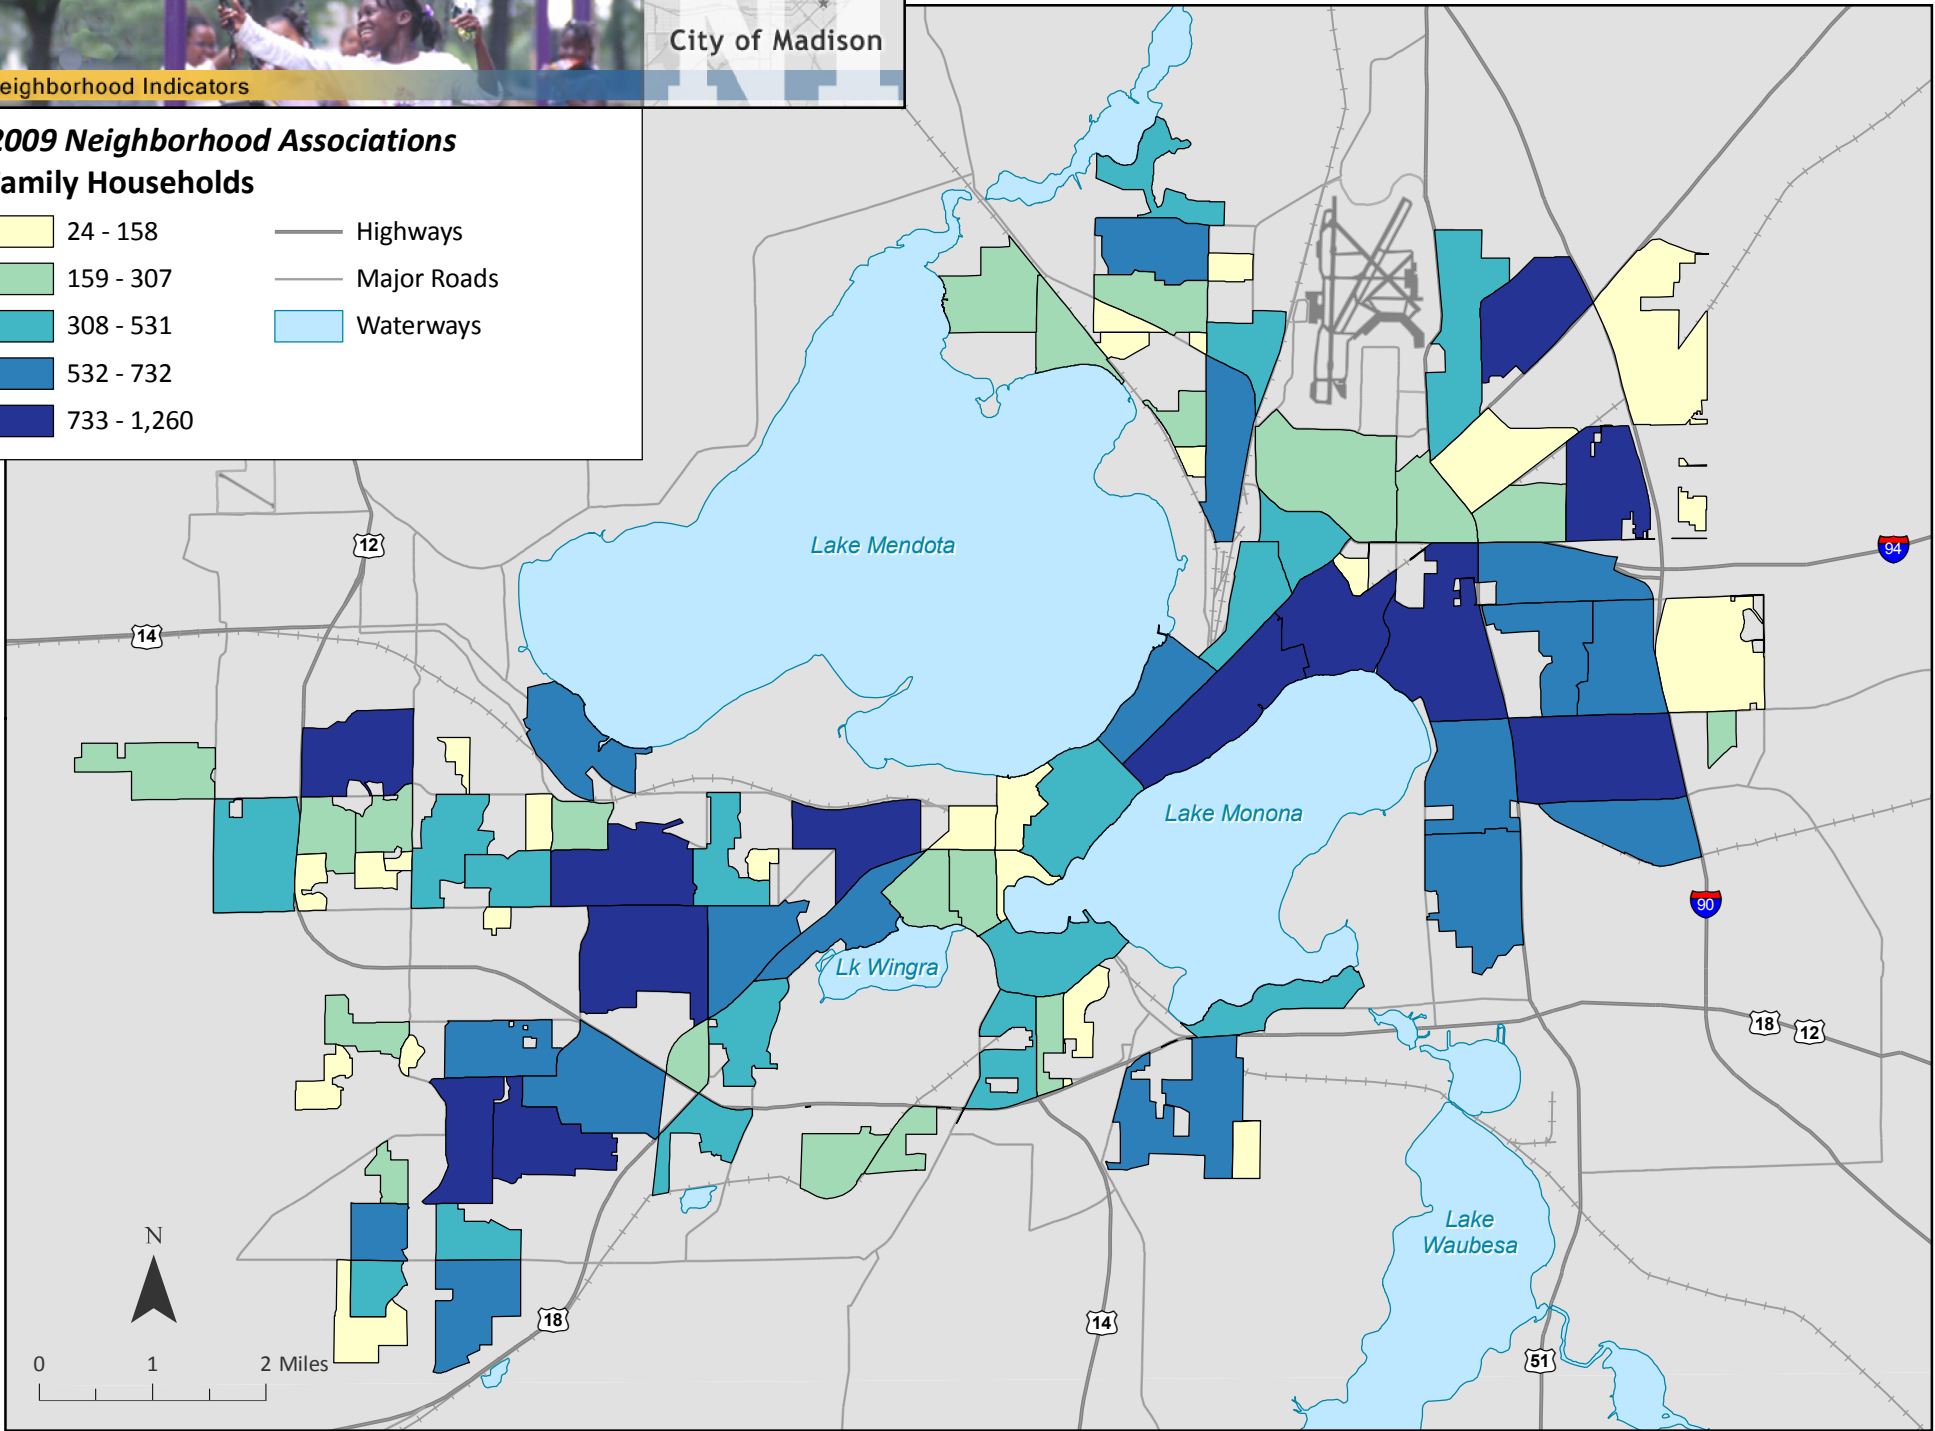 City of Madison
eighborhood Indicators
2009 Neighborhood Associations
amily Households
24 - 158
159 - 307
308 - 531
532 - 732
733 - 1,260
Highways
Major Roads
Waterways
12
14
94
Lake Mendota
Lake Monona
Lk Wingra
90
18
12
Lake
Waubesa
N
0 1 2 Miles
18
14
51